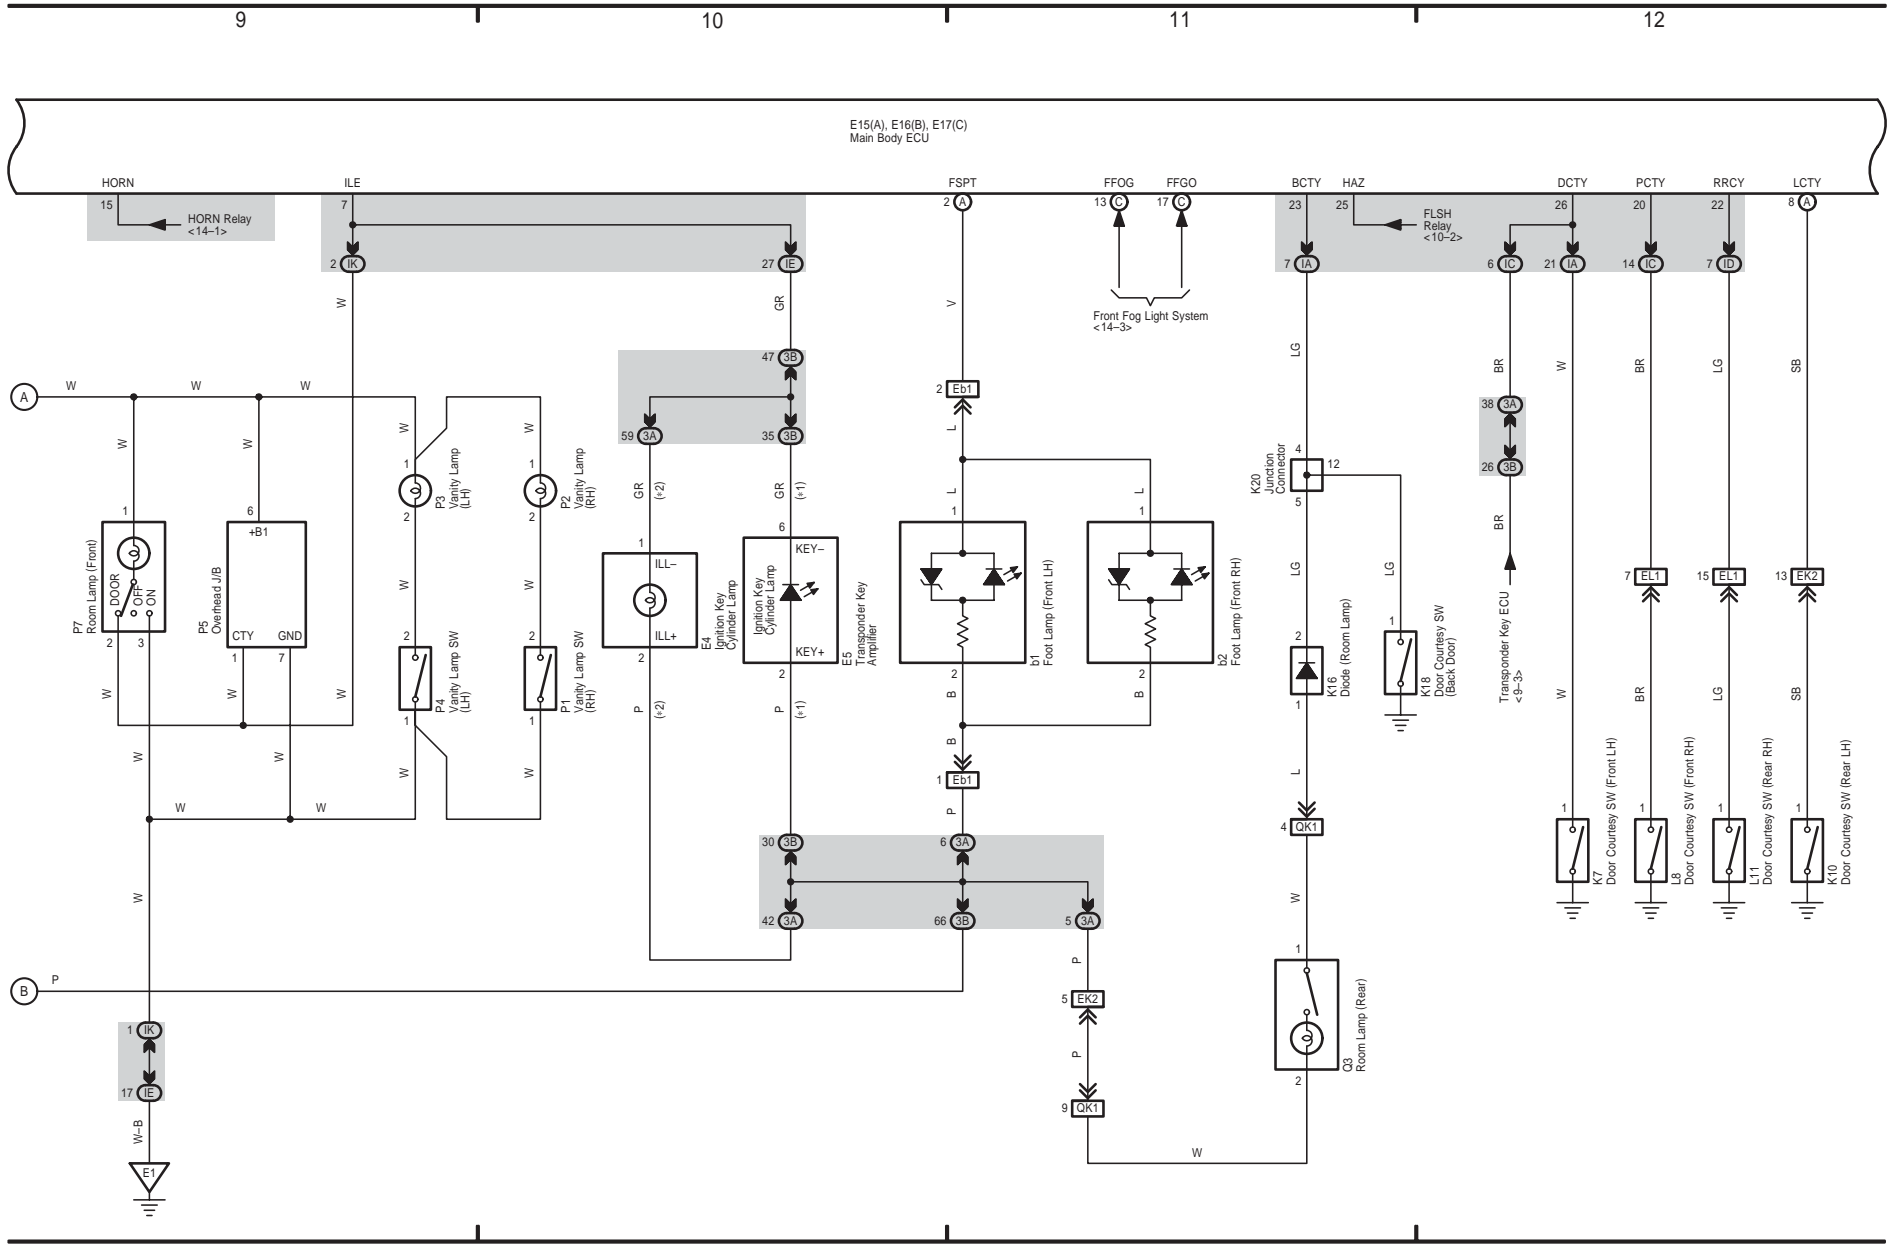 9
10
11
12
E15(A), E16(B), E17(C)
Main Body ECU
HORN
ILE
FSPT
FFOG
FFGO
BCTY
HAZ
DCTY
PCTY
RRCY
LCTY
15
7
2 A
13 C
17 C
23
25
26
20
22
8 A
HORN Relay
<14–1>
FLSH
Relay
<10–2>
2 IK
27 IE
7 IA
6 IC
21 IA
14 IC
7 ID
W
GR
V
Front Fog Light System
<14–3>
47 3B
LG
BR
W
BR
LG
SB
A
W
W
W
2 Eb1
38 3A
59 3A
35 3B
W
W
W
W
L
26 3B
1
P3
Vanity Lamp
(LH)
2
1
P2
Vanity Lamp
(RH)
2
GR
(*2)
GR
(*1)
L
L
4
12
5
K20
Junction
Connector
1
6
1
6
1
1
BR
P7
Room Lamp (Front)
DOOR
OFF
ON
2
3
P5
Overhead J/B
+B1
CTY
GND
1
7
W
W
ILL–
ILL+
2
E4
Ignition Key
Cylinder Lamp
KEY–
Ignition Key
Cylinder Lamp
KEY+
2
E5
Transponder Key
Amplifier
b1
Foot Lamp (Front LH)
2
b2
Foot Lamp (Front RH)
2
LG
LG
7 EL1
15 EL1
13 EK2
2
P4
Vanity Lamp SW
(LH)
1
2
P1
Vanity Lamp SW
(RH)
1
2
K16
Diode (Room Lamp)
1
1
K18
Door Courtesy SW
(Back Door)
Transponder Key ECU
<9–3>
W
W
W
P
(*2)
P
(*1)
B
B
W
BR
LG
SB
W
W
W
W
B
L
1 Eb1
W
W
P
4 QK1
1
K7
Door Courtesy SW (Front LH)
1
L8
Door Courtesy SW (Front RH)
1
L11
Door Courtesy SW (Rear RH)
1
K10
Door Courtesy SW (Rear LH)
30 3B
6 3A
W
W
42 3A
66 3B
5 3A
B
P
P
1
5 EK2
Q3
Room Lamp (Rear)
1 IK
P
2
17 IE
9 QK1
W–B
W
E1